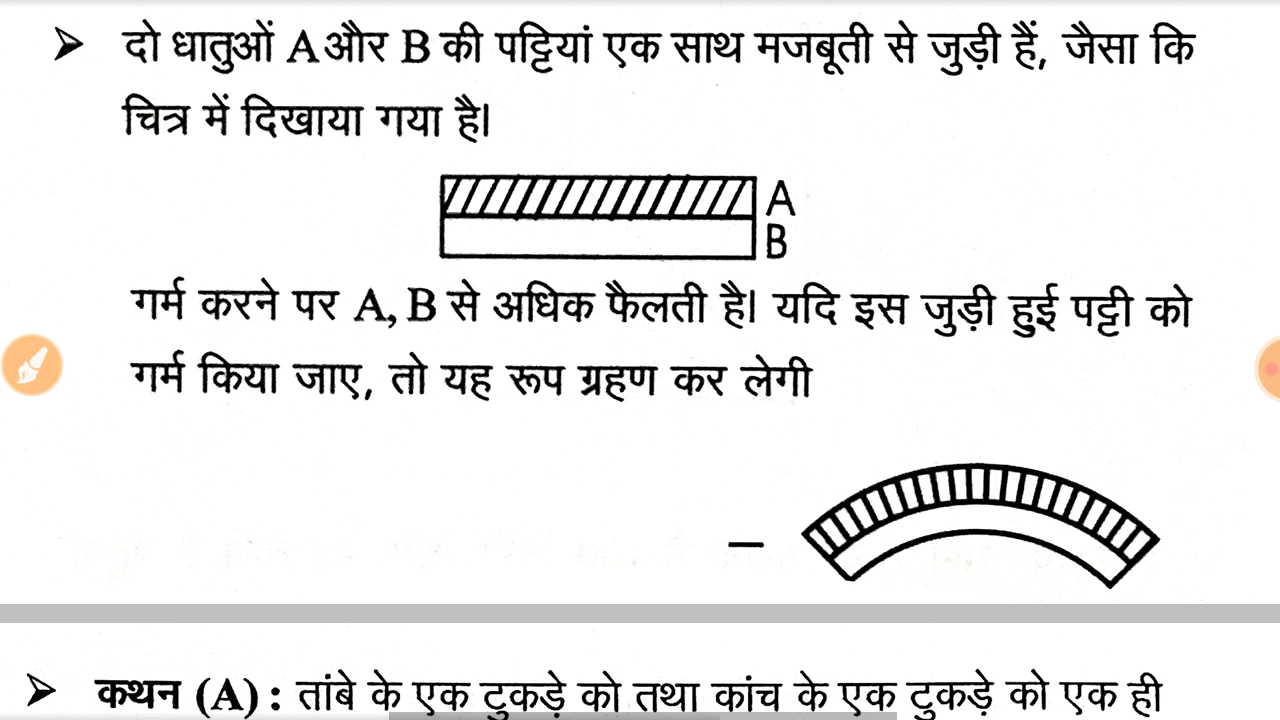 ➢ दो धातुओं A और B की पट्टियां एक साथ मजबूती से जुड़ी हैं, जैसा कि
चित्र में दिखाया गया है।
A
B
गर्म करने पर A, B से अधिक फैलती है। यदि इस जुड़ी हुई पट्टी को
गर्म किया जाए, तो यह रूप ग्रहण कर लेगी
–
➢ कथन (A) : तांबे के एक टुकड़े को तथा कांच के एक टुकड़े को एक ही